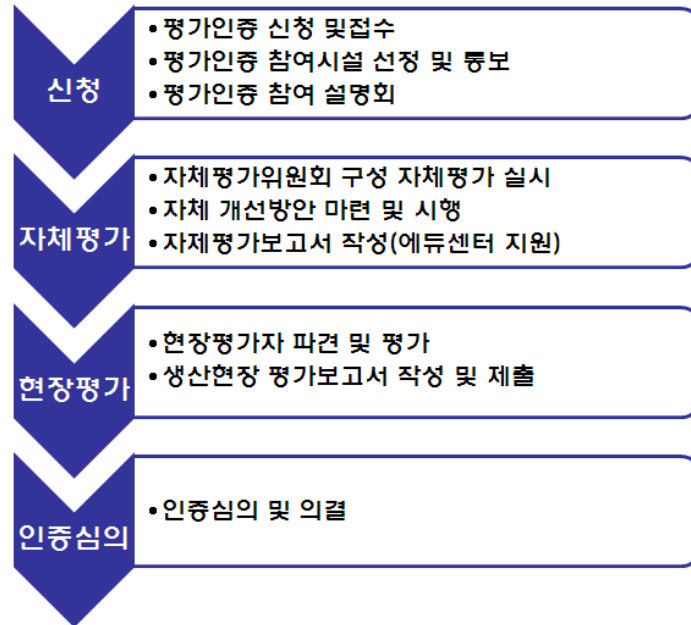 신청
• 평가인증 신청 및접수
• 평가인증 참여시설 선정 및 통보
• 평가인증 참여 설명회
자체평가
• 자체평가위원회 구성 자체평가 실시
• 자체 개선방안 마련 및 시행
• 자제평가보고서 작성(에듀센터 지원)
현장평가
• 현장평가자 파견 및 평가
• 생산현장 평가보고서 작성 및 제출
인증심의
• 인증심의 및 의결